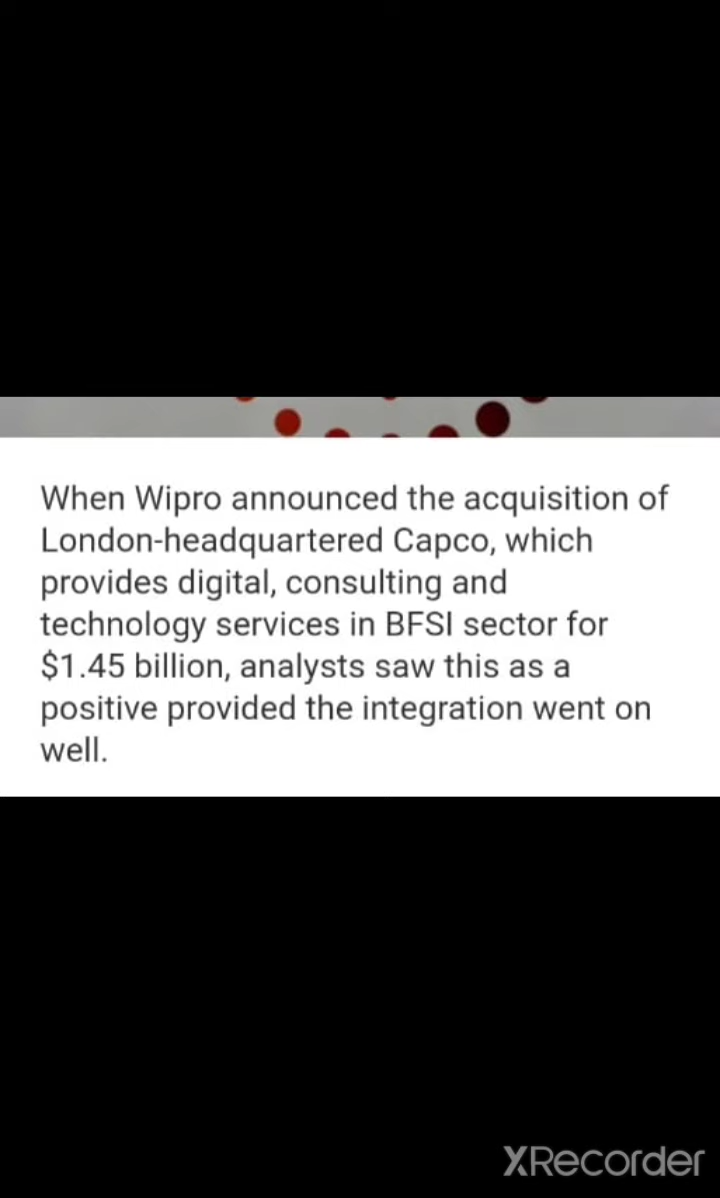 When Wipro announced the acquisition of
London-headquartered Capco, which
provides digital, consulting and
technology services in BFSI sector for
$1.45 billion, analysts saw this as a
positive provided the integration went on
well.
XRecorder